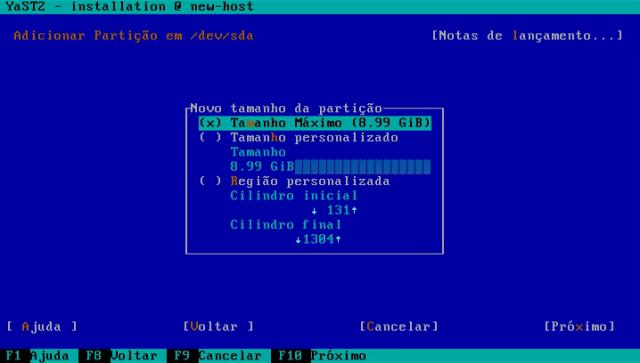 YaST2 - installation @ new-host
Adicionar Partição em /dev/sda [Notas de lançamento...]
Novo tamanho da partição
(x) Tamanho Máximo (8.99 GiB)
( ) Tamanho personalizado
Tamanho
8.99 GiB
( ) Região personalizada
Cilindro inicial
↓ 131↑
Cilindro final
↓1304↑
[ Ajuda ] [Voltar ] [Cancelar] [Próximo]
F1 Ajuda F8 Voltar F9 Cancelar F10 Próximo